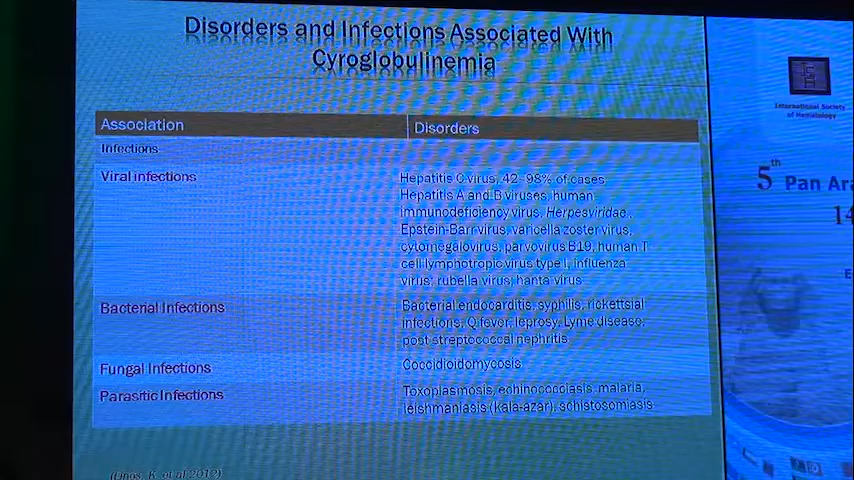 Disorders and Infections Associated With
Cyroglobulinemia
Association
Disorders
Infections
Viral infections
Hepatitis C virus, 42-98% of cases
Hepatitis A and B viruses, human
immunodeficiency virus, Herpesviridae,
Epstein-Barr virus, varicella zoster virus,
cytomegalovirus, parvovirus B19, human T
cell lymphotropic virus type I, influenza
virus; rubella virus; hanta virus
Bacterial Infections
Bacterial endocarditis, syphilis, rickettsial
infections, Q fever, leprosy, Lyme disease,
post streptococcal nephritis
Fungal Infections
Coccidioidomycosis
Parasitic Infections
Toxoplasmosis, echinococciasis, malaria,
leishmaniasis (kala-azar), schistosomiasis
K. et al 2012)
International Society
of Hematology
5th Pan Ara
14
E